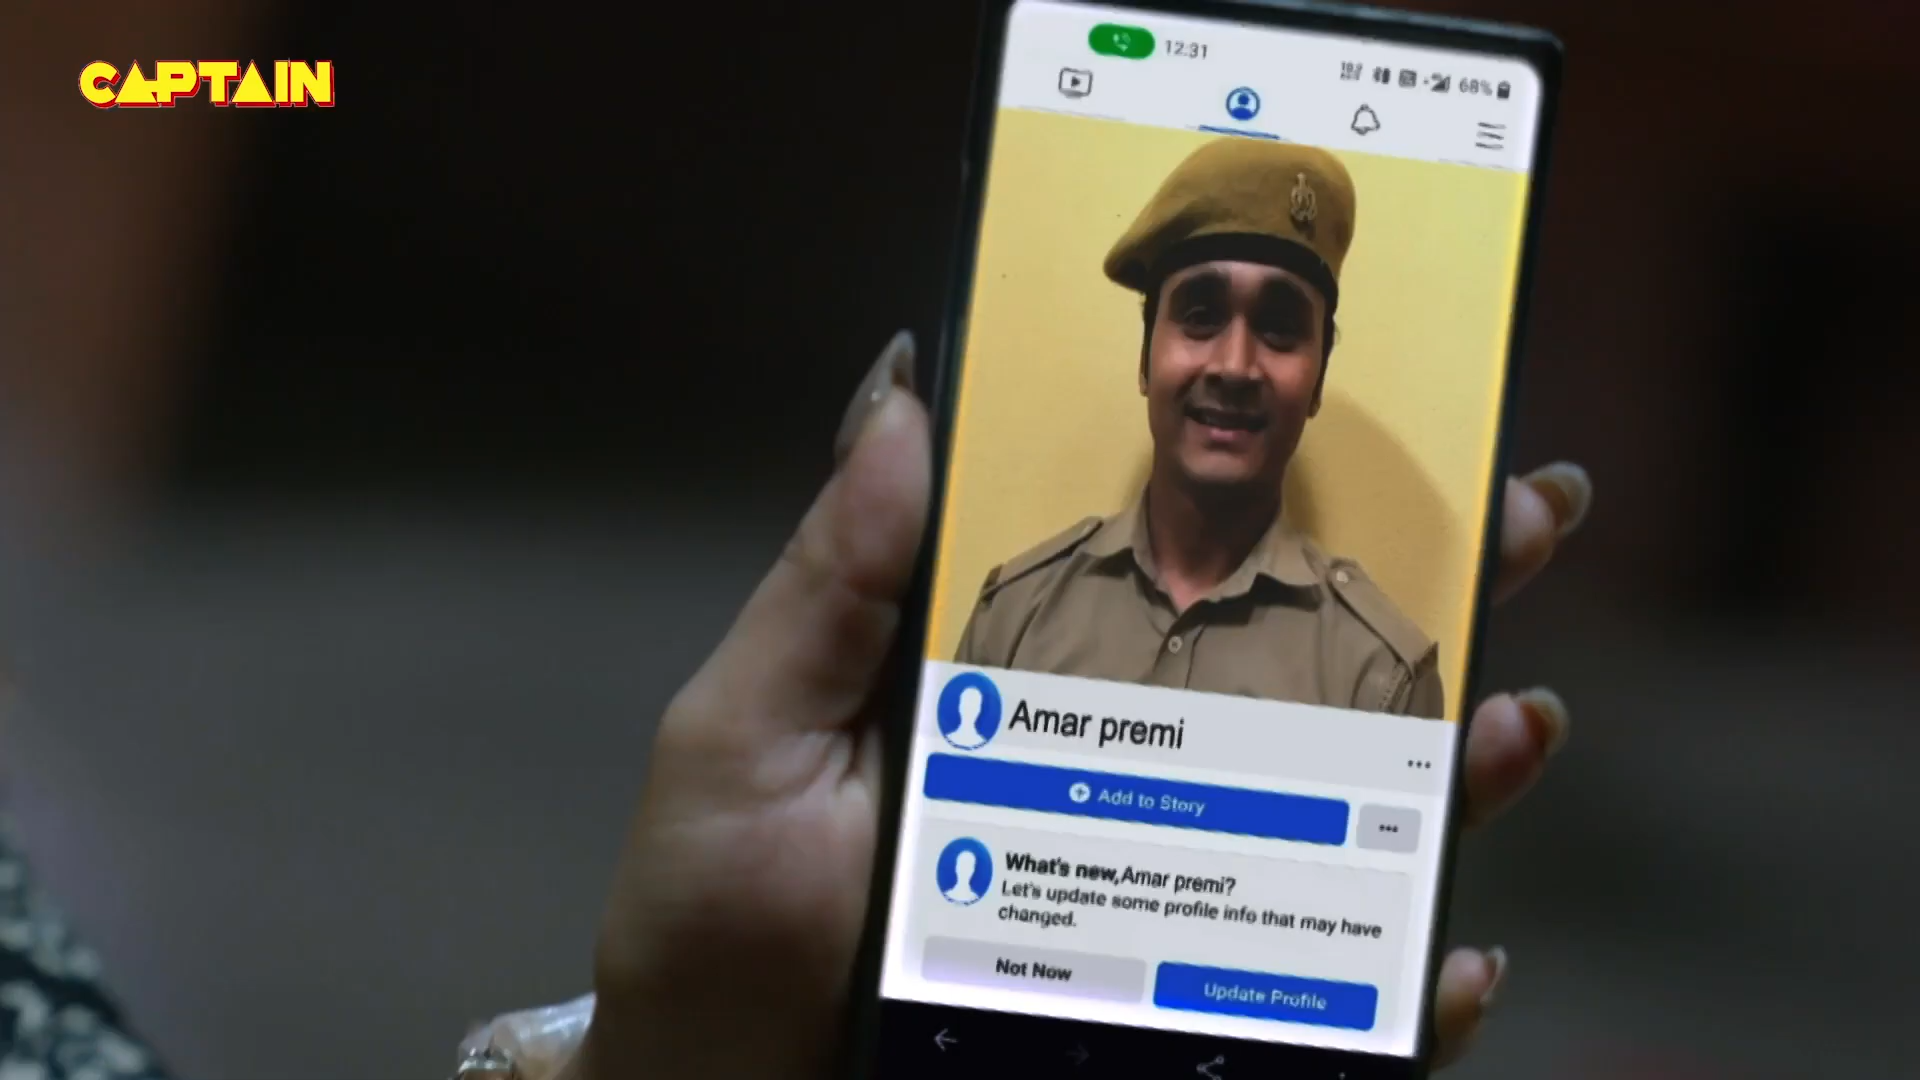 CAPTAIN
12:31
68%
Amar premi
Add to Story
What's new,Amar premi?
Let's update some profile info that may have
changed.
Not Now
Update Profile